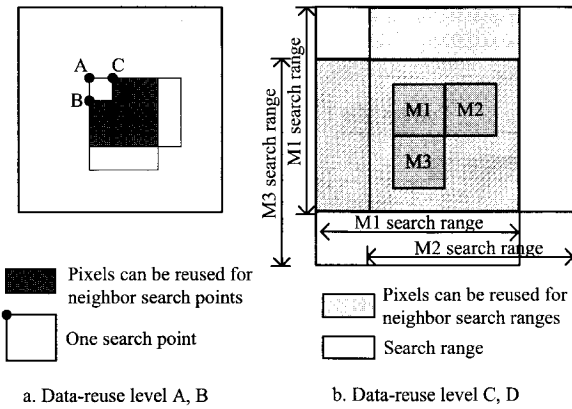 A C
B
M3 search range
M1 search range
M1 M2
M3
M1 search range
M2 search range
Pixels can be reused for
neighbor search points
One search point
Pixels can be reused for
neighbor search ranges
Search range
a. Data-reuse level A, B
b. Data-reuse level C, D